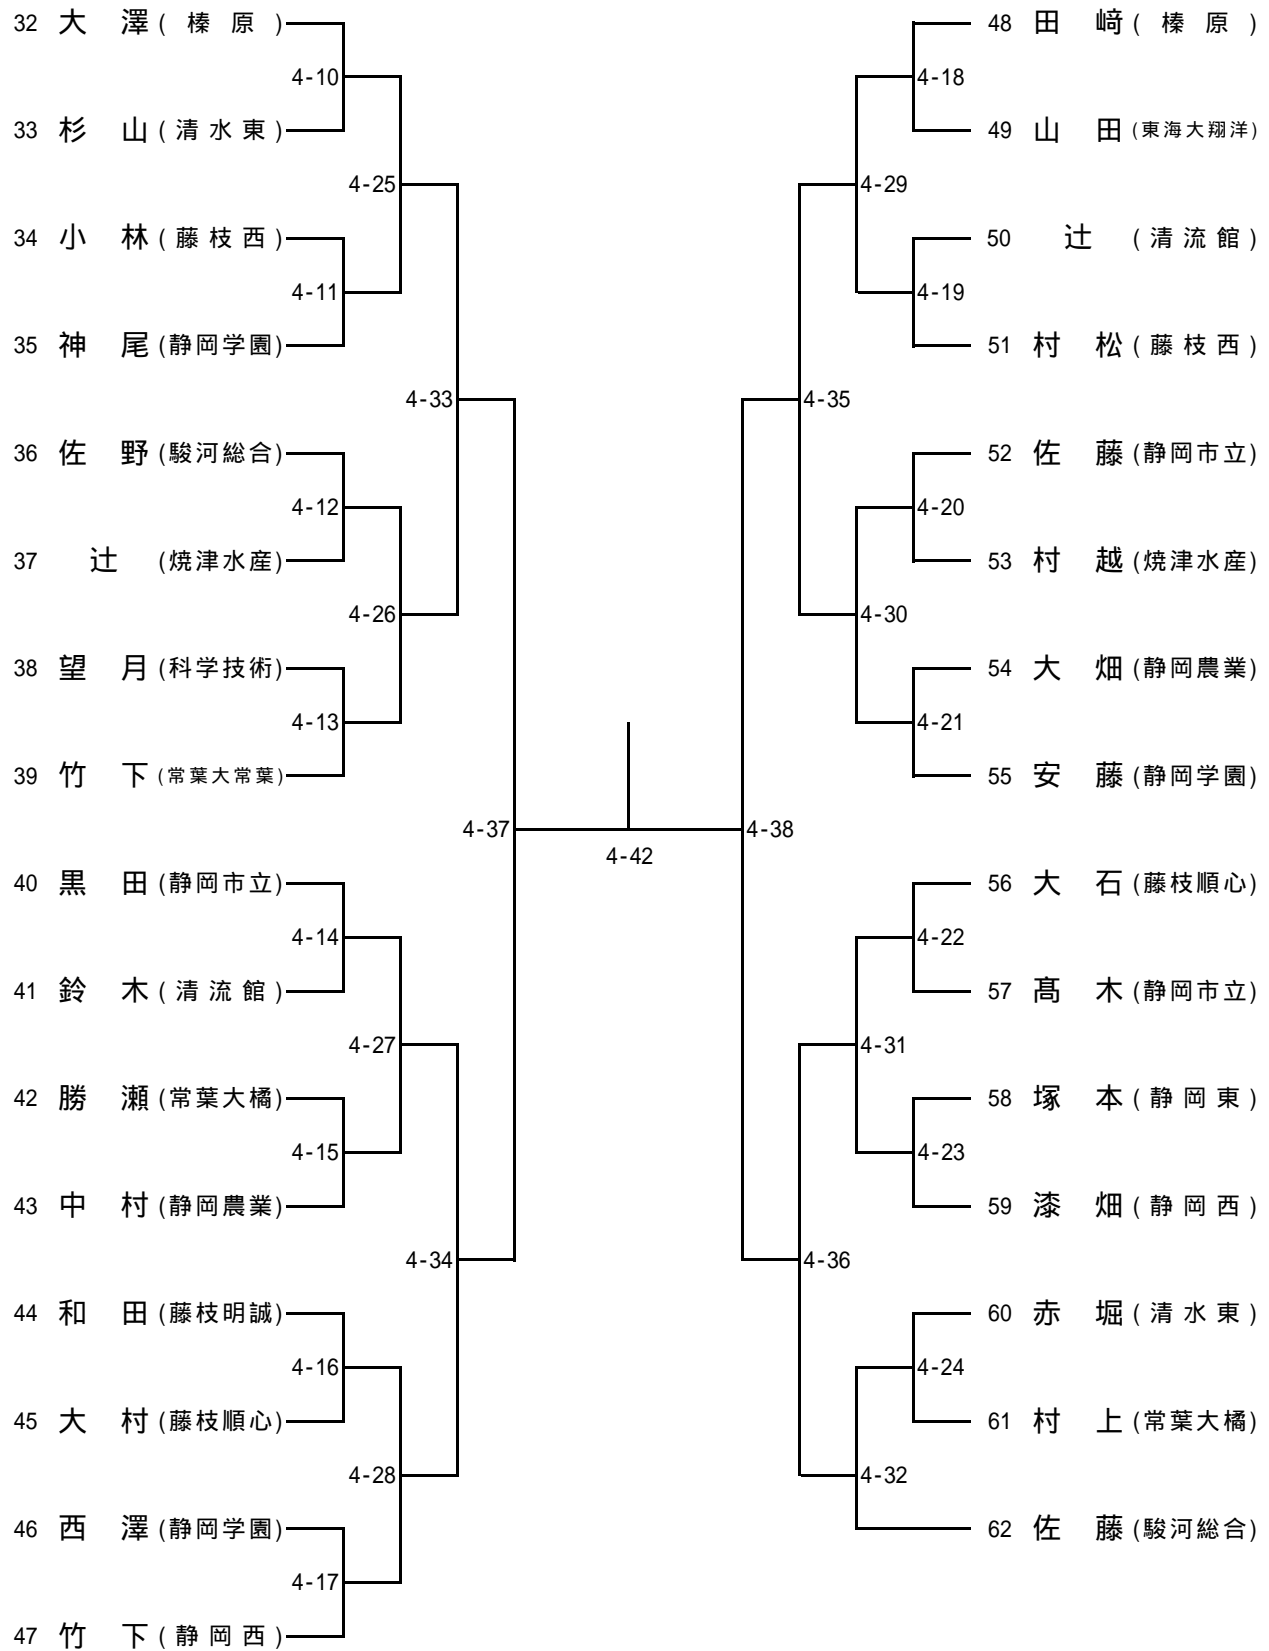 32 大澤(榛原)
4-10
33 杉山(清水東)
4-25
34 小林(藤枝西)
4-11
35 神尾(静岡学園)
4-33
36 佐野(駿河総合)
4-12
37 辻(焼津水産)
4-26
38 望月(科学技術)
4-13
39 竹下(常葉大常葉)
4-37
40 黒田(静岡市立)
4-14
41 鈴木(清流館)
4-27
42 勝瀬(常葉大橘)
4-15
43 中村(静岡農業)
4-34
44 和田(藤枝明誠)
4-16
45 大村(藤枝順心)
4-28
46 西澤(静岡学園)
4-17
47 竹下(静岡西)
4-42
48 田﨑(榛原)
4-18
49 山田(東海大翔洋)
4-29
50 辻(清流館)
4-19
51 村松(藤枝西)
4-35
52 佐藤(静岡市立)
4-20
53 村越(焼津水産)
4-30
54 大畑(静岡農業)
4-21
55 安藤(静岡学園)
4-38
56 大石(藤枝順心)
4-22
57 髙木(静岡市立)
4-31
58 塚本(静岡東)
4-23
59 漆畑(静岡西)
4-36
60 赤堀(清水東)
4-24
61 村上(常葉大橘)
4-32
62 佐藤(駿河総合)